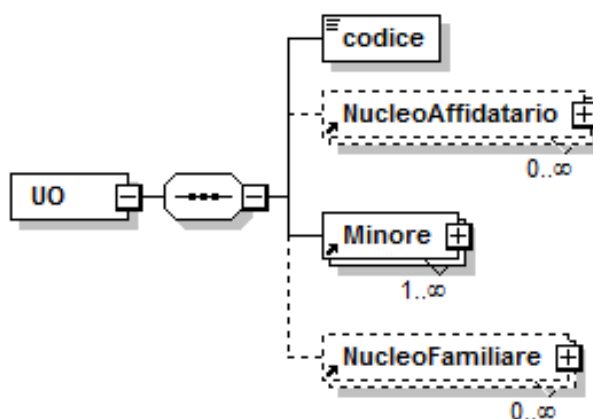 codice
NucleoAffidatario
0..∞
UO
Minore
1..∞
NucleoFamiliare
0..∞